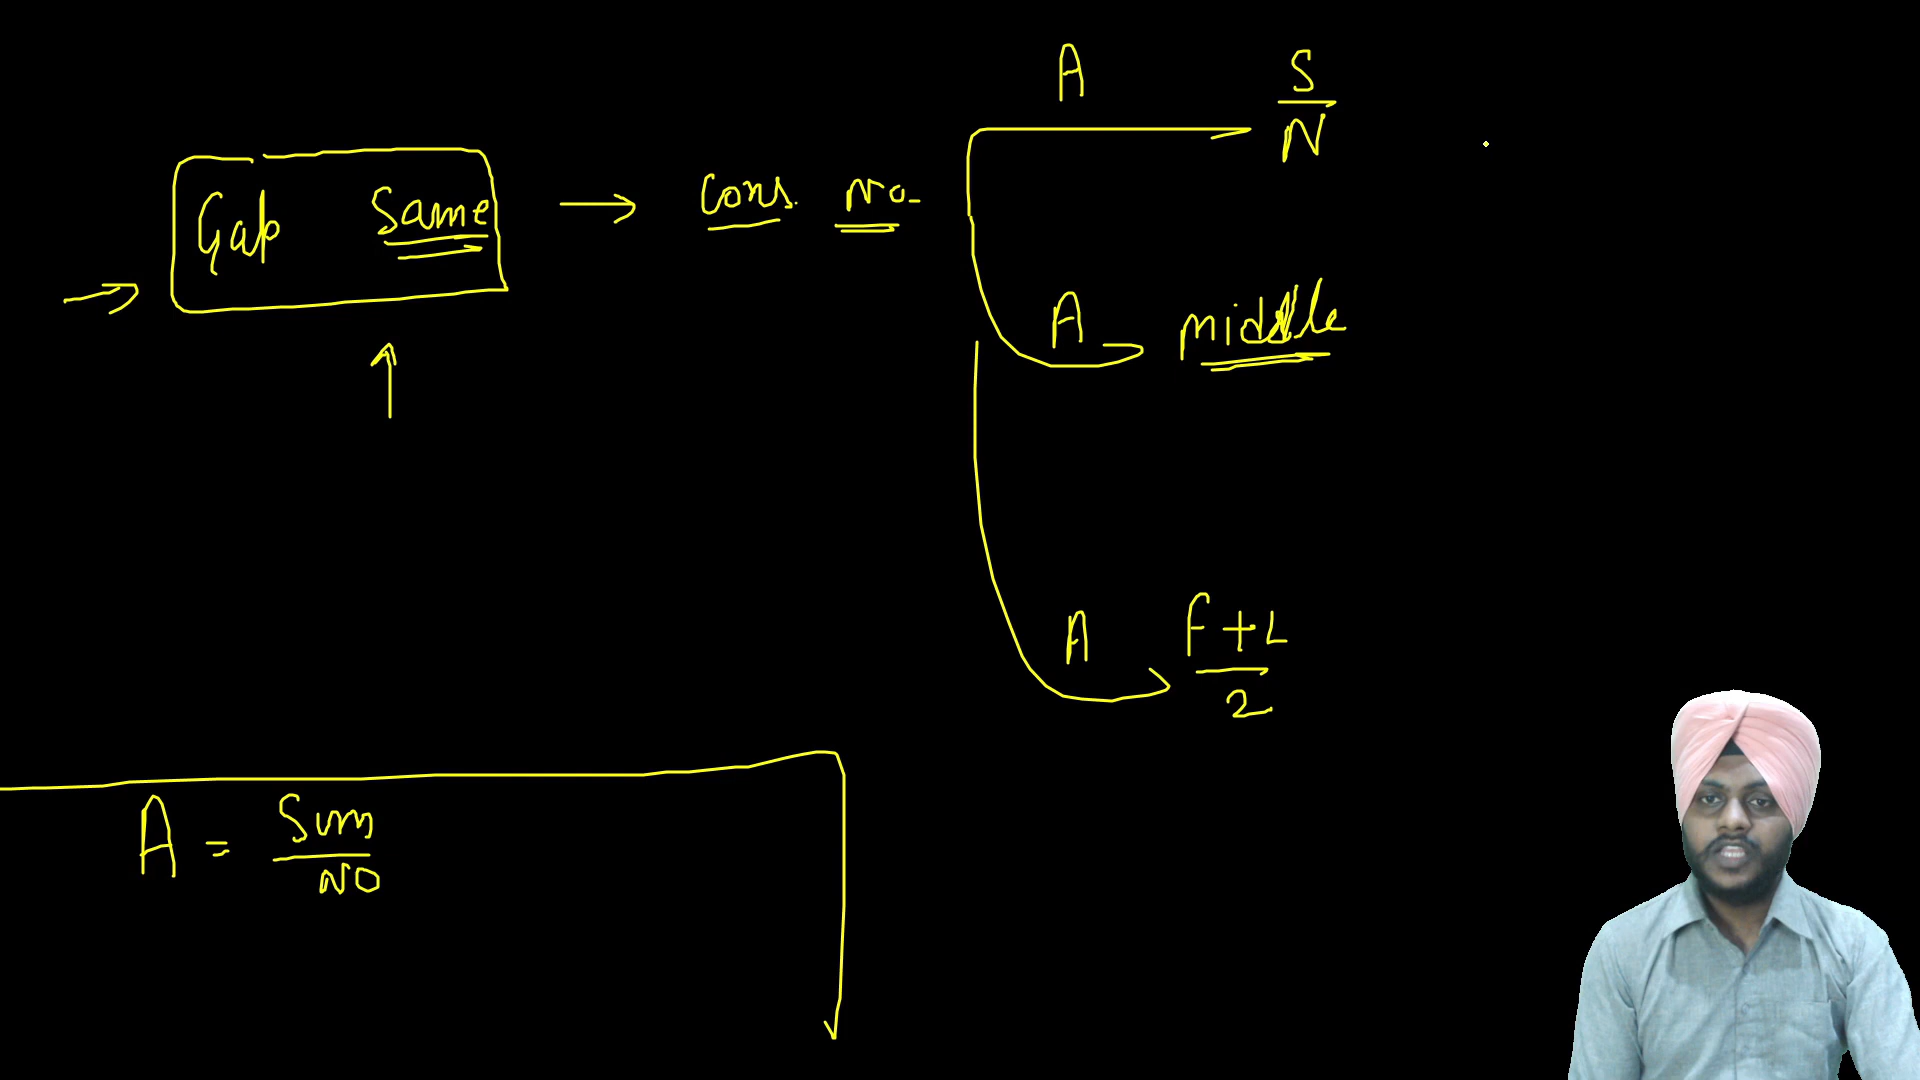 A S
N
Gap Same → Cons. No.
A middle
A F+L
2
A = Sum
NO